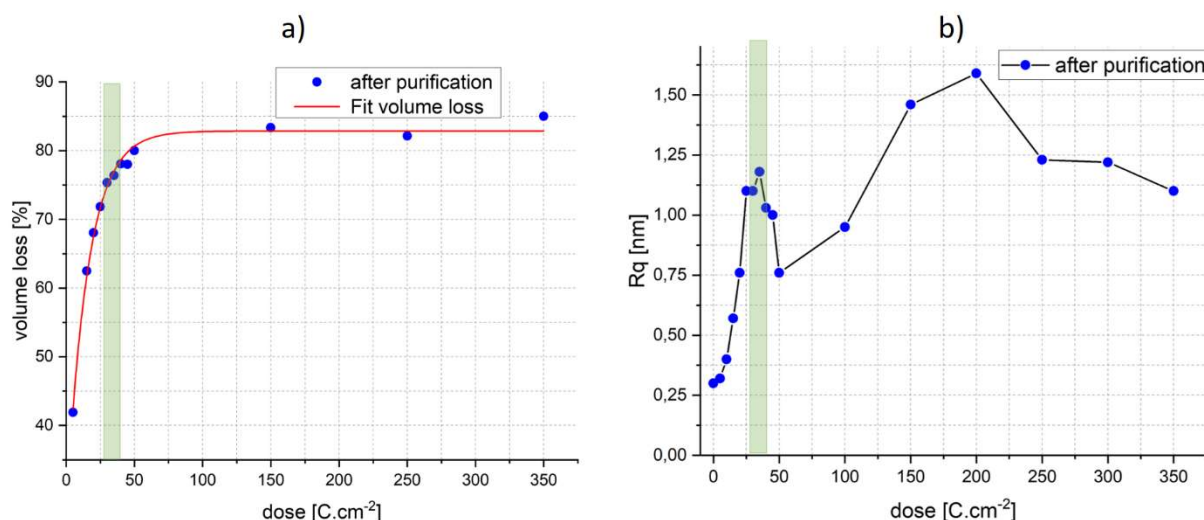 a)
after purification
Fit volume loss
volume loss [%]
90
80
70
60
50
40
0 50 100 150 200 250 300 350
dose [C.cm⁻²]
b)
after purification
Rq [nm]
1,50
1,25
1,00
0,75
0,50
0,25
0,00
0 50 100 150 200 250 300 350
dose [C.cm⁻²]